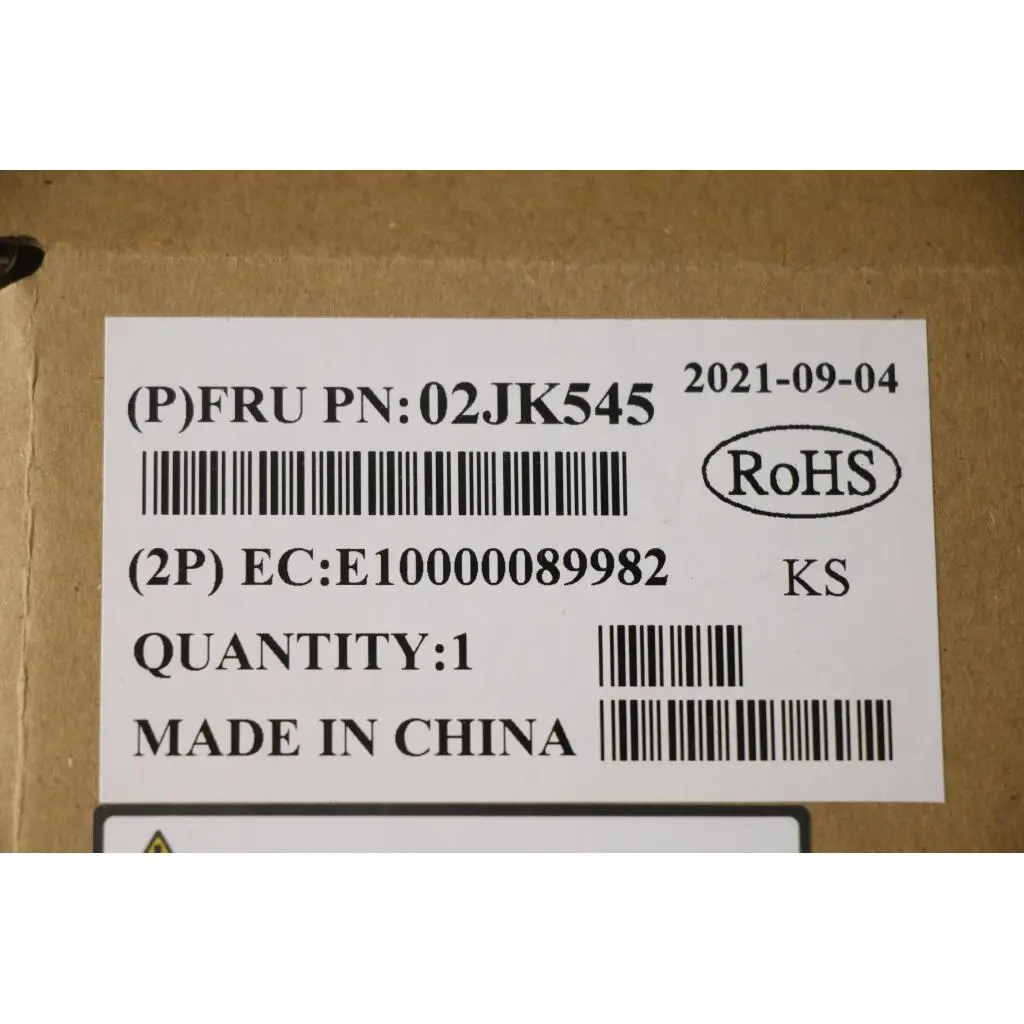 (P)FRU PN:02JK545
2021-09-04
RoHS
(2P) EC:E10000089982
KS
QUANTITY:1
MADE IN CHINA